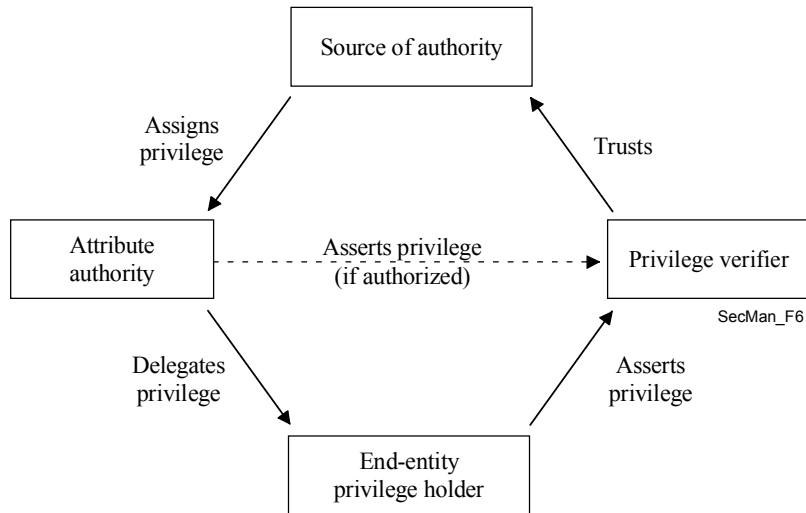 Source of authority
Assigns
privilege
Trusts
Attribute
authority
Asserts privilege
(if authorized)
Privilege verifier
SecMan_F6
Delegates
privilege
Asserts
privilege
End-entity
privilege holder